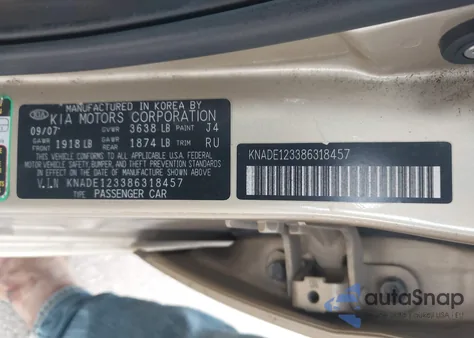 MANUFACTURED IN KOREA BY
KIA KIA MOTORS CORPORATION
09/07 GVWR 3638 LB PAINT J4
GAWR FRONT 1918 LB GAWR REAR 1874 LB TRIM RU
THIS VEHICLE CONFORMS TO ALL APPLICABLE U.S.A. FEDERAL
MOTOR VEHICLE SAFETY, BUMPER, AND THEFT PREVENTION
STANDARDS IN EFFECT ON THE DATE OF
MANUFACTURE SHOWN ABOVE
V.I.N KNADE123386318457
TYPE: PASSENGER CAR
KNADE123386318457
autoSnap